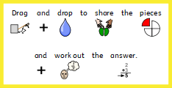 Drag and drop to share the pieces
and work out the answer.